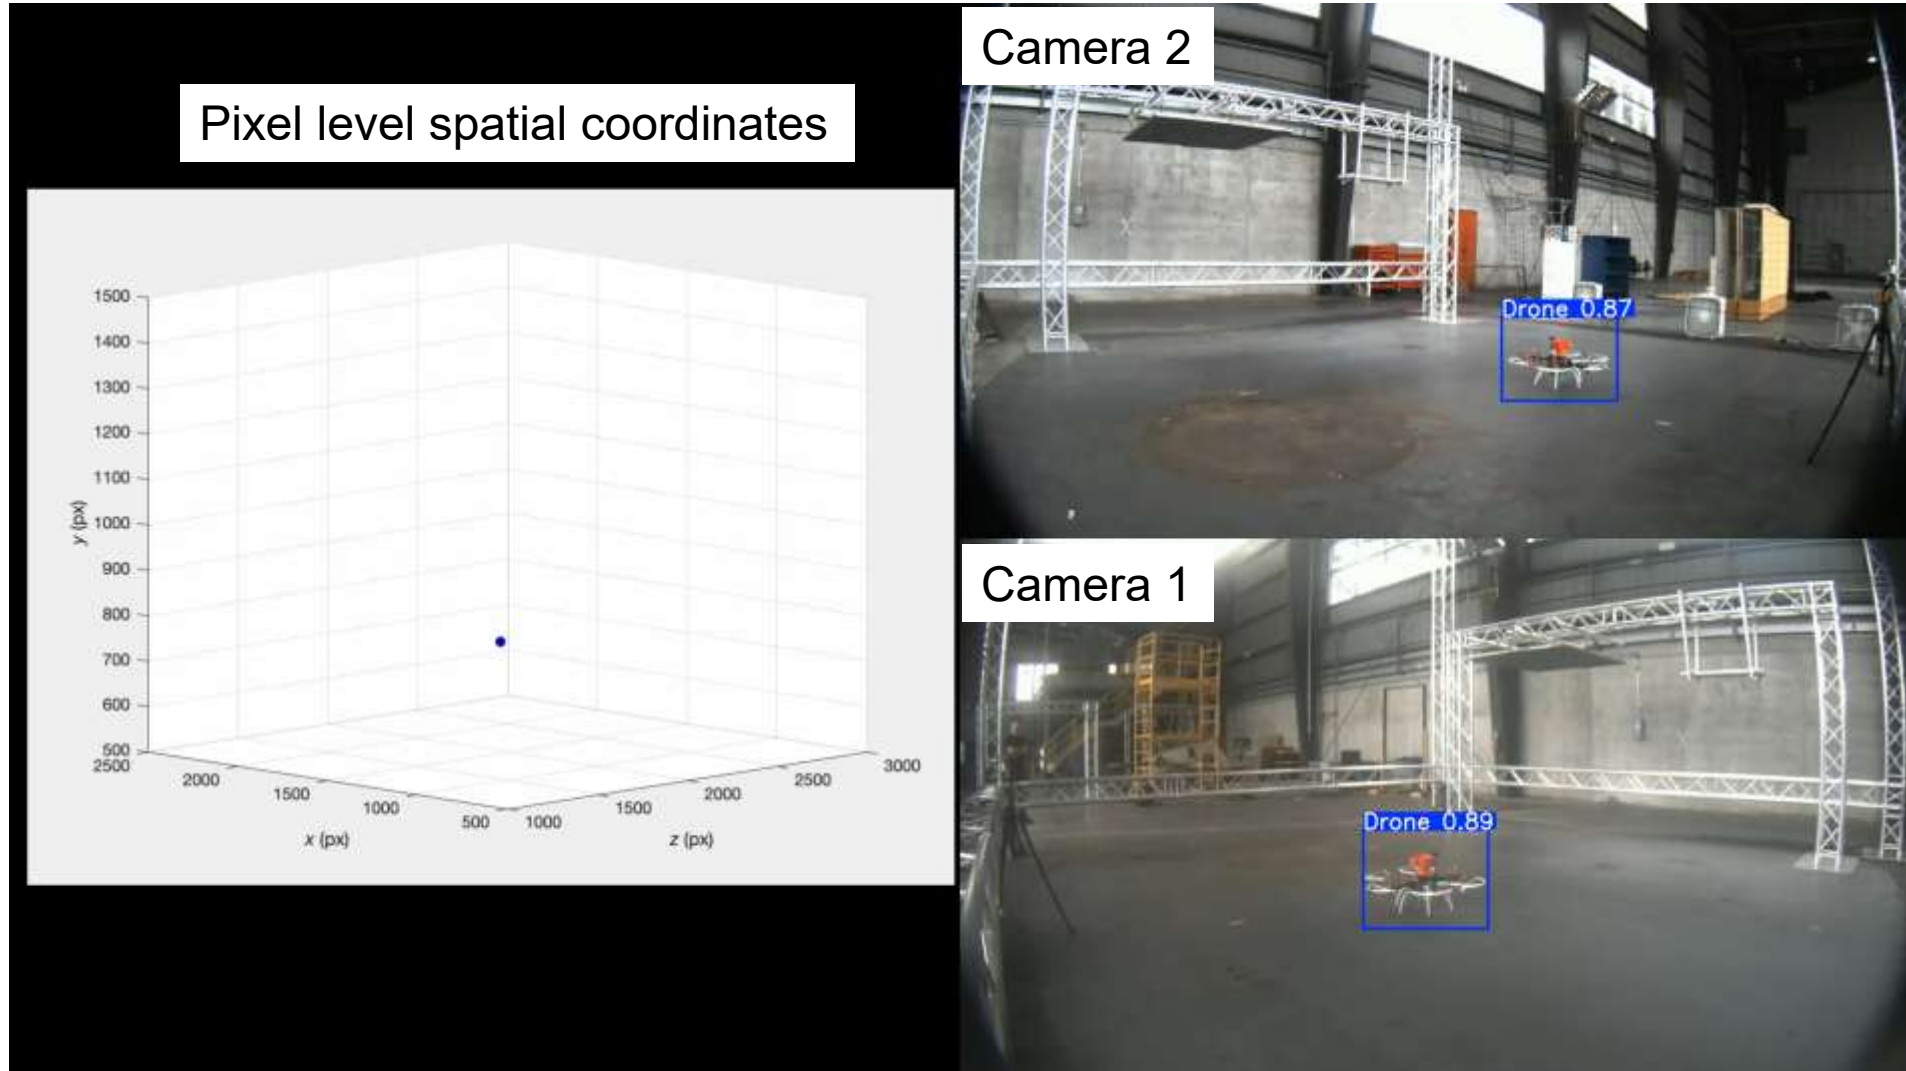 Pixel level spatial coordinates
1500
1400
1300
1200
1100
1000
900
800
700
600
500
y (px)
2500
2000
1500
1000
500
x (px)
1000
1500
2000
2500
3000
z (px)
Camera 2
Drone 0.87
Camera 1
Drone 0.89